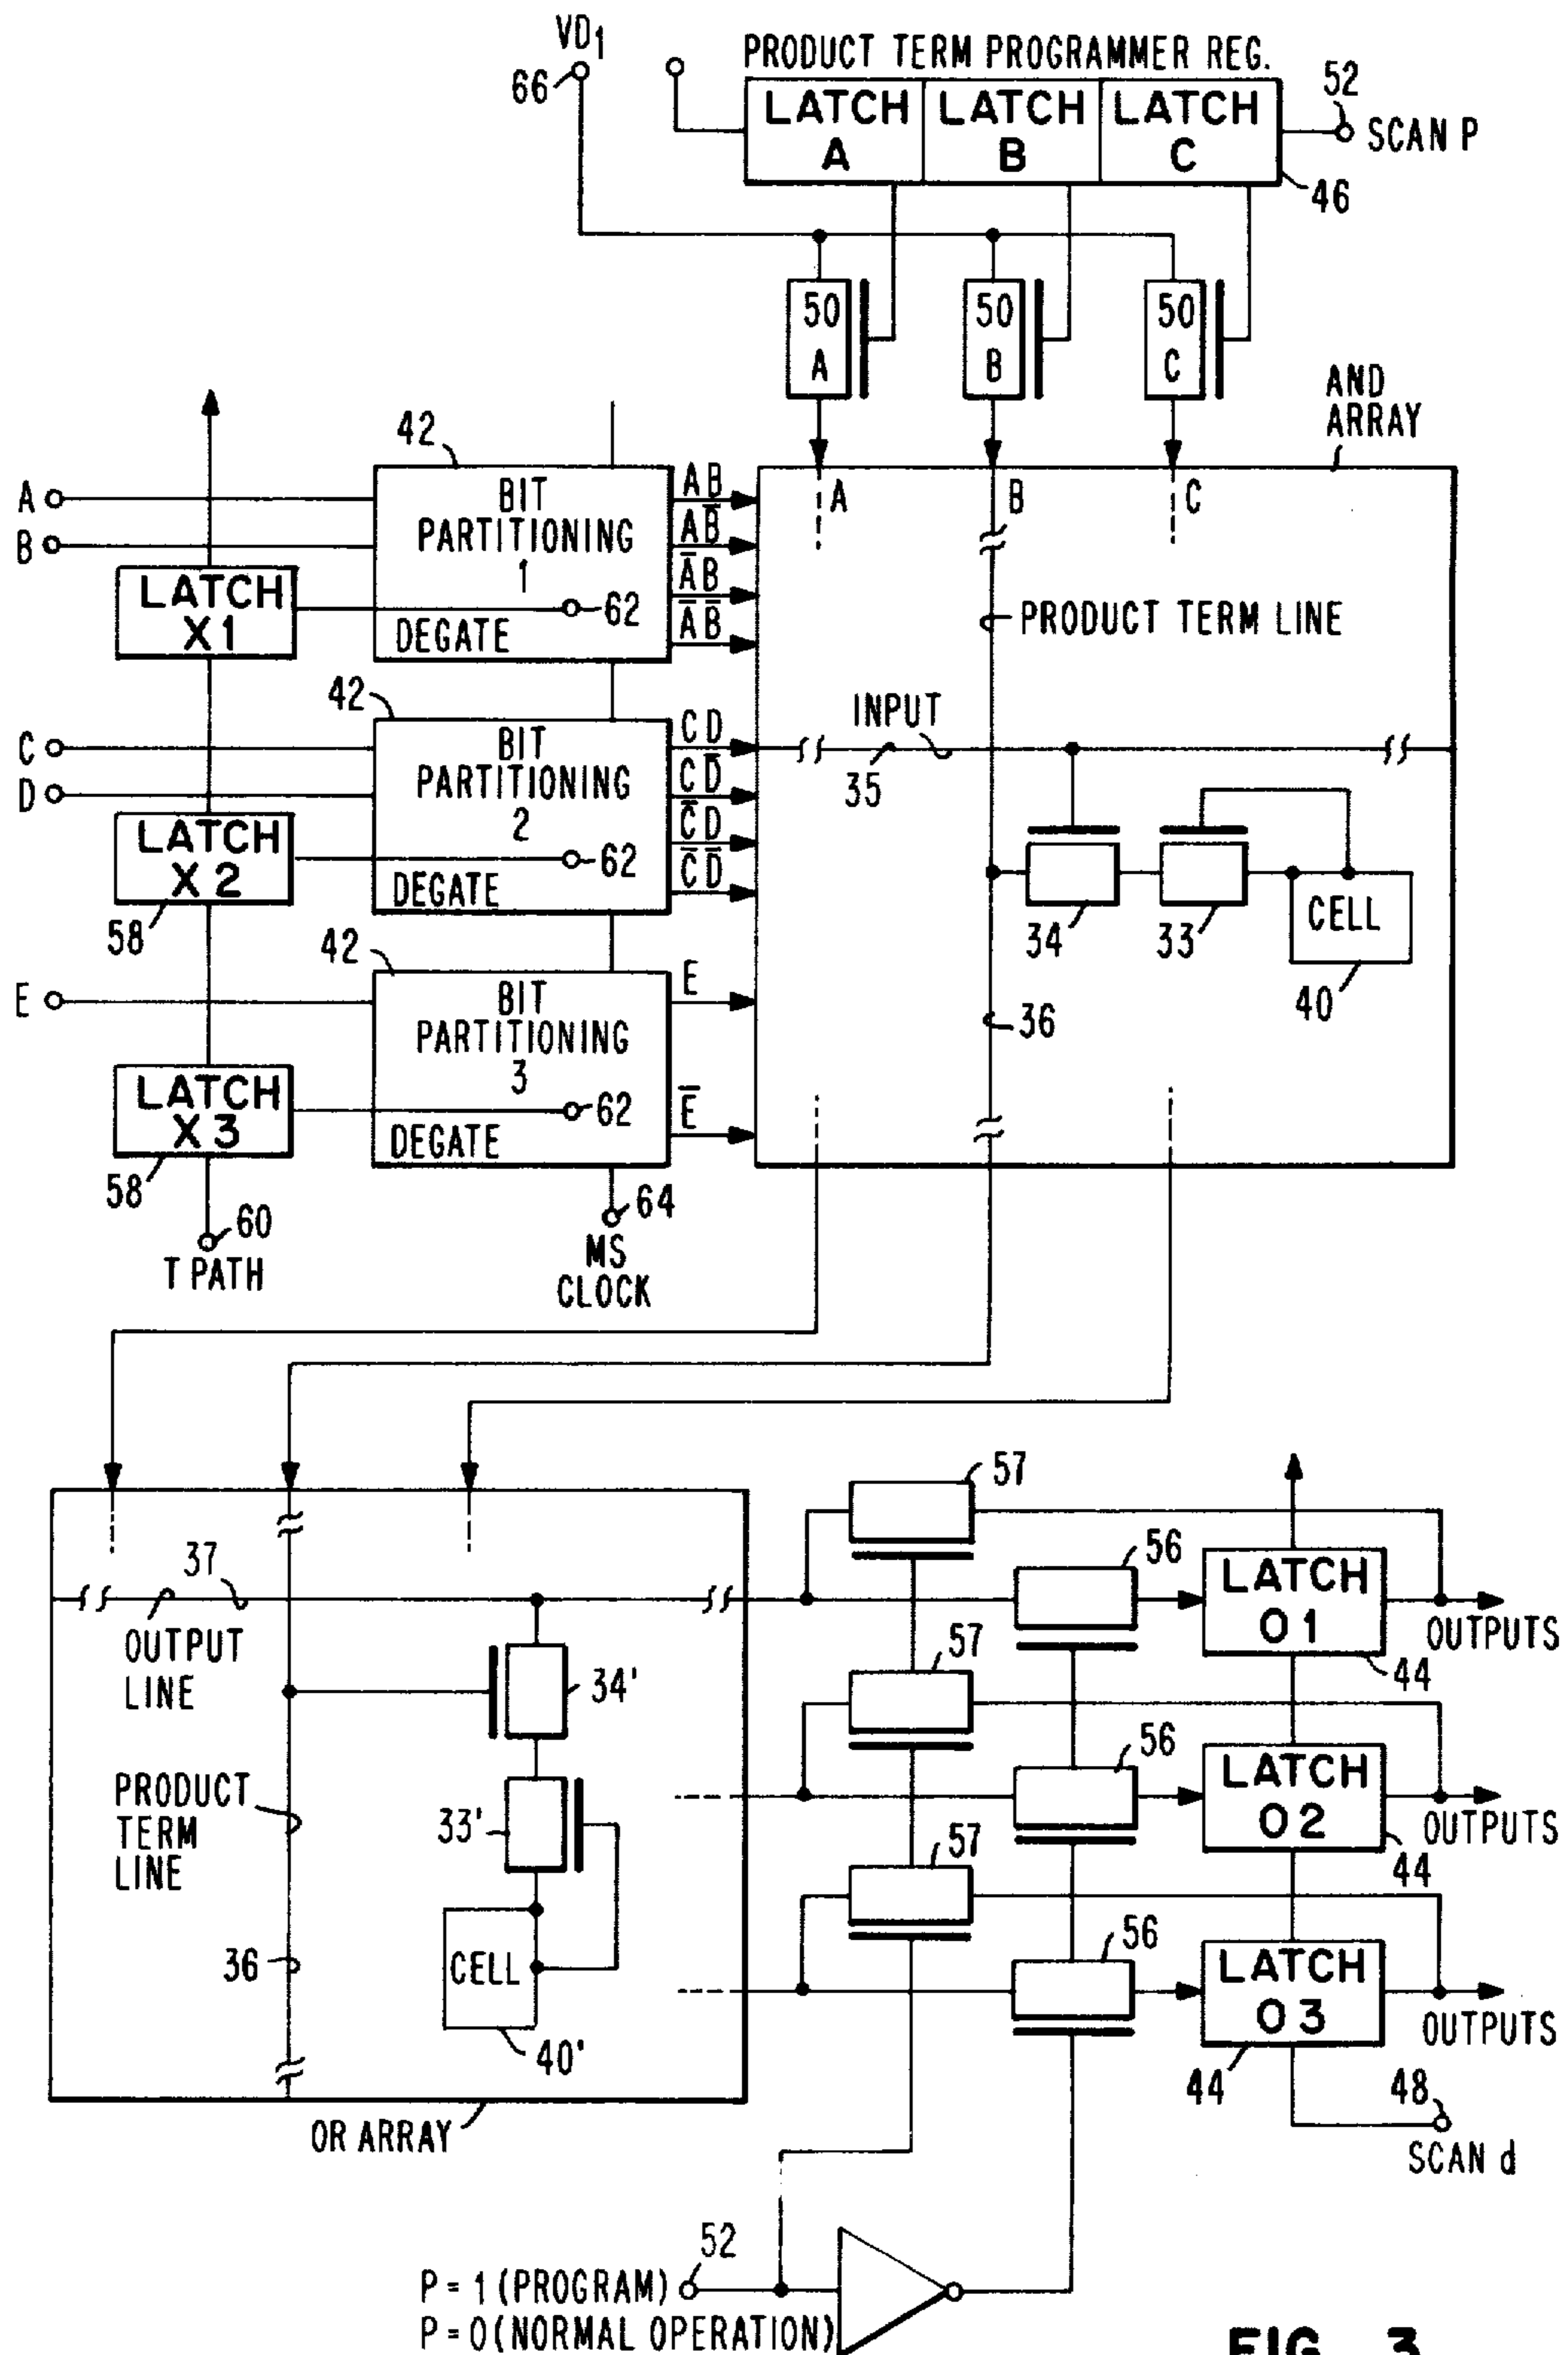 VD1
66
PRODUCT TERM PROGRAMMER REG.
LATCH A
LATCH B
LATCH C
52
SCAN P
46
50 A
50 B
50 C
AND ARRAY
42
A
B
BIT PARTITIONING 1
62
DEGATE
LATCH X1
AB
AB̅
A̅B
A̅B̅
A
B
C
PRODUCT TERM LINE
42
C
D
BIT PARTITIONING 2
62
DEGATE
LATCH X2
58
CD
CD̅
C̅D
C̅D̅
INPUT
35
34
33
CELL
40
36
42
E
BIT PARTITIONING 3
62
DEGATE
LATCH X3
58
E
E̅
60
T PATH
64
MS CLOCK
37
OUTPUT LINE
34'
PRODUCT TERM LINE
33'
36
CELL
40'
OR ARRAY
57
56
LATCH O1
44
OUTPUTS
57
56
LATCH O2
44
OUTPUTS
57
56
LATCH O3
44
OUTPUTS
48
SCAN d
52
P = 1 (PROGRAM)
P = 0 (NORMAL OPERATION)
FIG. 3